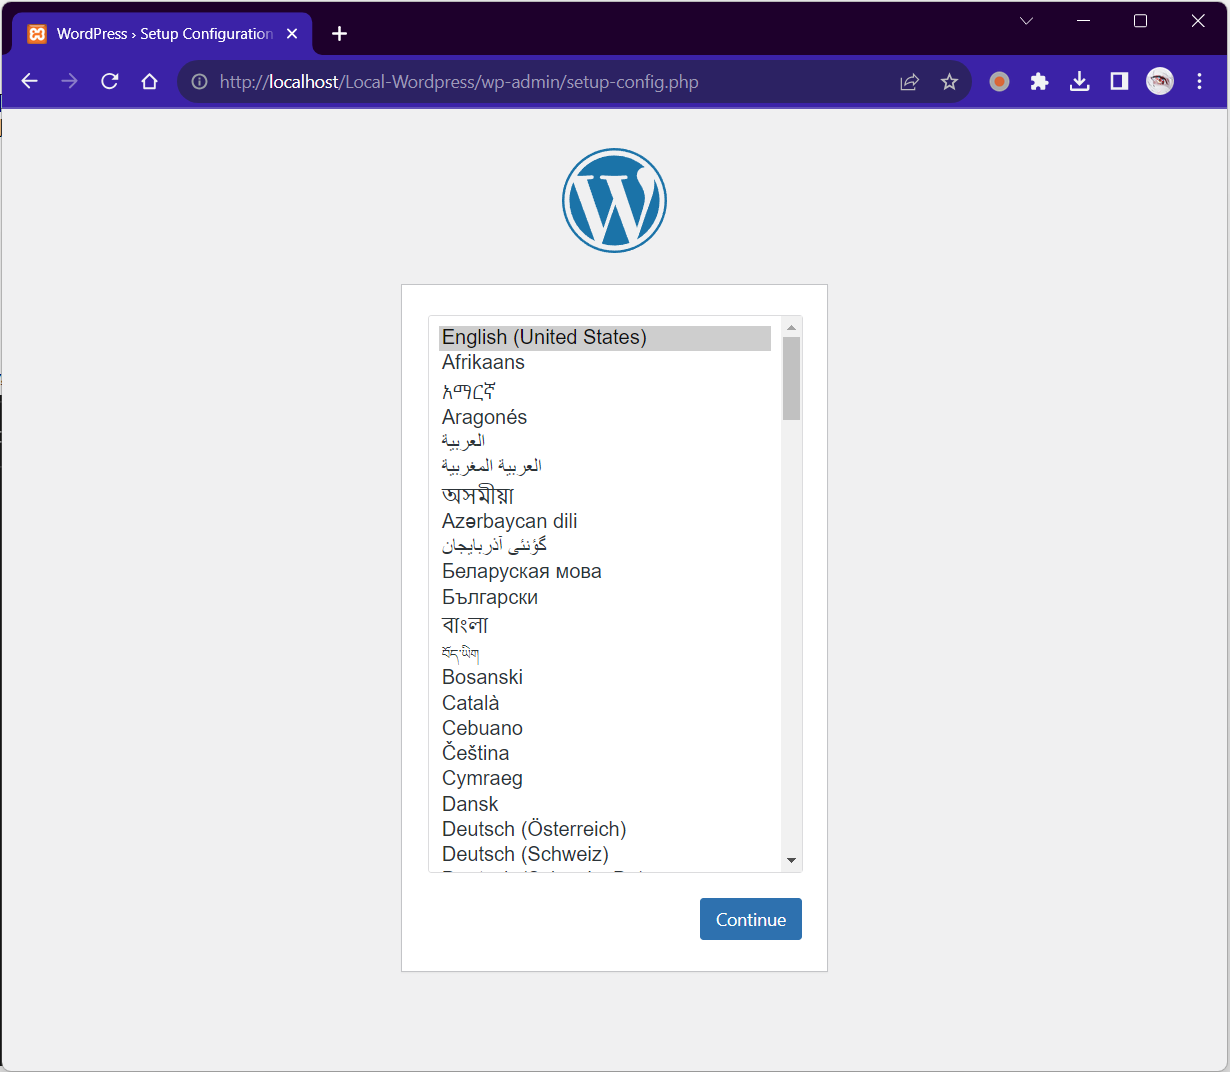 WordPress › Setup Configuration
http://localhost/Local-Wordpress/wp-admin/setup-config.php
English (United States)
Afrikaans
አማርኛ
Aragonés
العربية
العربية المغربية
অসমীয়া
Azərbaycan dili
گؤنئی آذربایجان
Беларуская мова
Български
বাংলা
བོད་ཡིག
Bosanski
Català
Cebuano
Čeština
Cymraeg
Dansk
Deutsch (Österreich)
Deutsch (Schweiz)
Continue